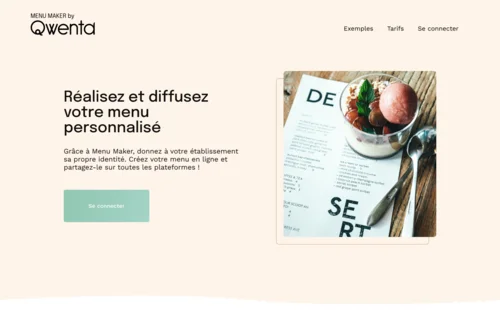 MENU MAKER by
Qwenta
Exemples Tarifs Se connecter
Réalisez et diffusez
votre menu
personnalisé
Grâce à Menu Maker, donnez à votre établissement
sa propre identité. Créez votre menu en ligne et
partagez-le sur toutes les plateformes !
Se connecter
DE
SE
RT